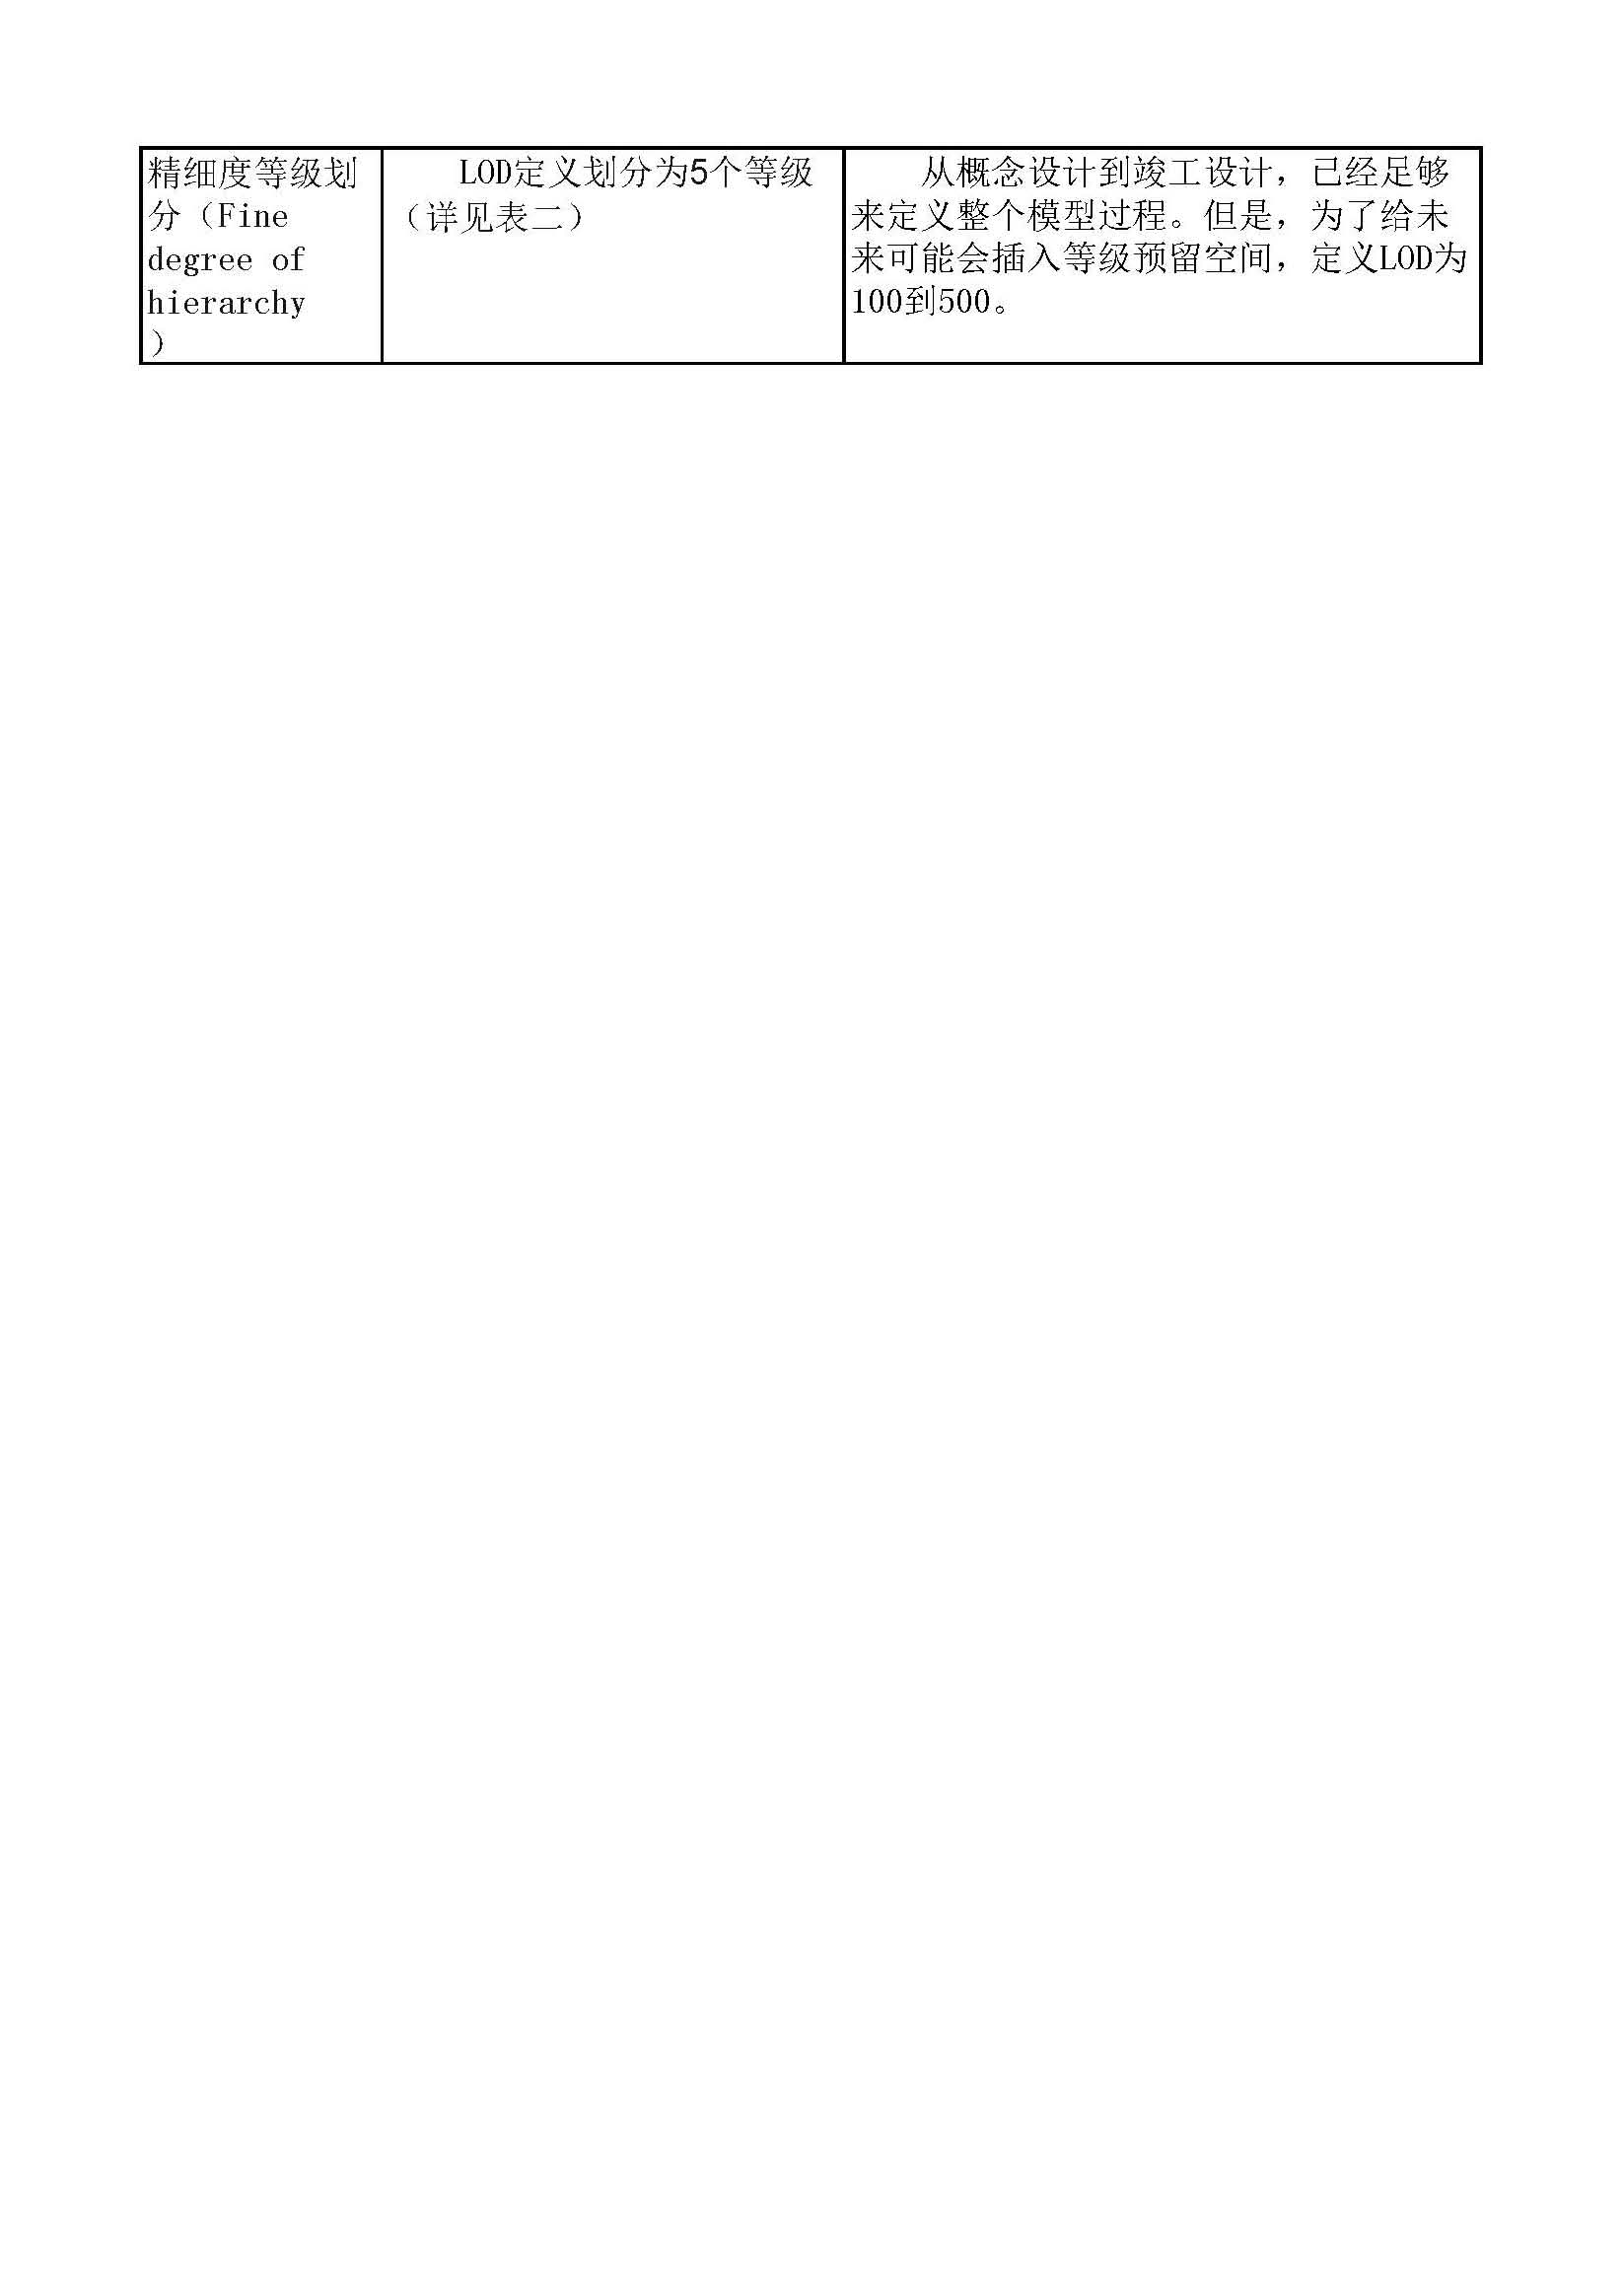 精细度等级划
分（Fine
degree of
hierarchy
）
LOD定义划分为5个等级
（详见表二）
从概念设计到竣工设计，已经足够
来定义整个模型过程。但是，为了给未
来可能会插入等级预留空间，定义LOD为
100到500。